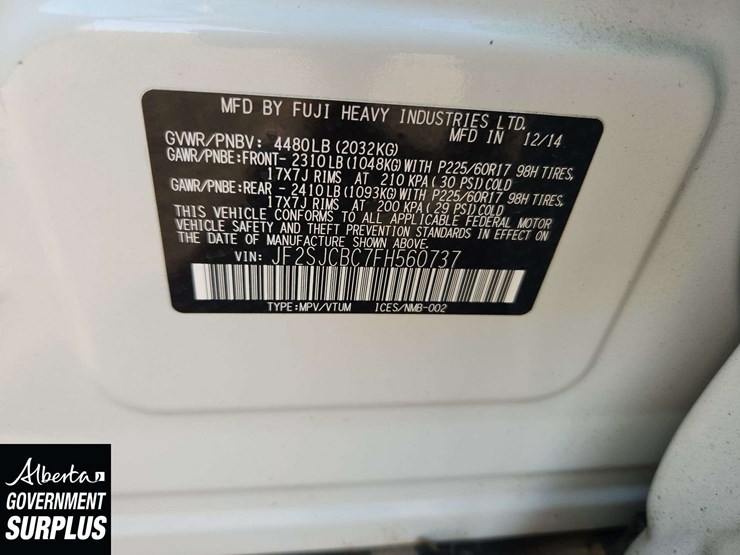 MFD BY FUJI HEAVY INDUSTRIES LTD.
MFD IN 12/14
GVWR/PNBV: 4480LB(2032KG)
GAWR/PNBE:FRONT- 2310LB(1048KG)WITH P225/60R17 98H TIRES,
17X7J RIMS AT 210 KPA(30 PSI)COLD
GAWR/PNBE:REAR - 2410LB(1093KG)WITH P225/60R17 98H TIRES,
17X7J RIMS AT 200 KPA(29 PSI)COLD
THIS VEHICLE CONFORMS TO ALL APPLICABLE FEDERAL MOTOR
VEHICLE SAFETY AND THEFT PREVENTION STANDARDS IN EFFECT ON
THE DATE OF MANUFACTURE SHOWN ABOVE.
VIN: JF2SJCBC7FH560737
TYPE:MPV/VTUM ICES/NMB-002
Alberta
GOVERNMENT
SURPLUS